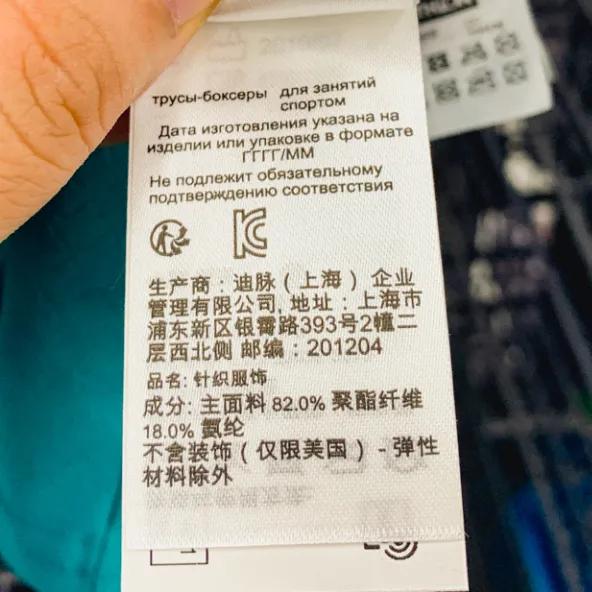 трусы-боксеры для занятий
спортом
Дата изготовления указана на
изделии или упаковке в формате
ГГГГ/ММ
Не подлежит обязательному
подтверждению соответствия
生产商：迪脉（上海）企业
管理有限公司, 地址：上海市
浦东新区银霄路393号2幢二
层西北侧 邮编：201204
品名: 针织服饰
成分: 主面料 82.0% 聚酯纤维
18.0% 氨纶
不含装饰（仅限美国）- 弹性
材料除外